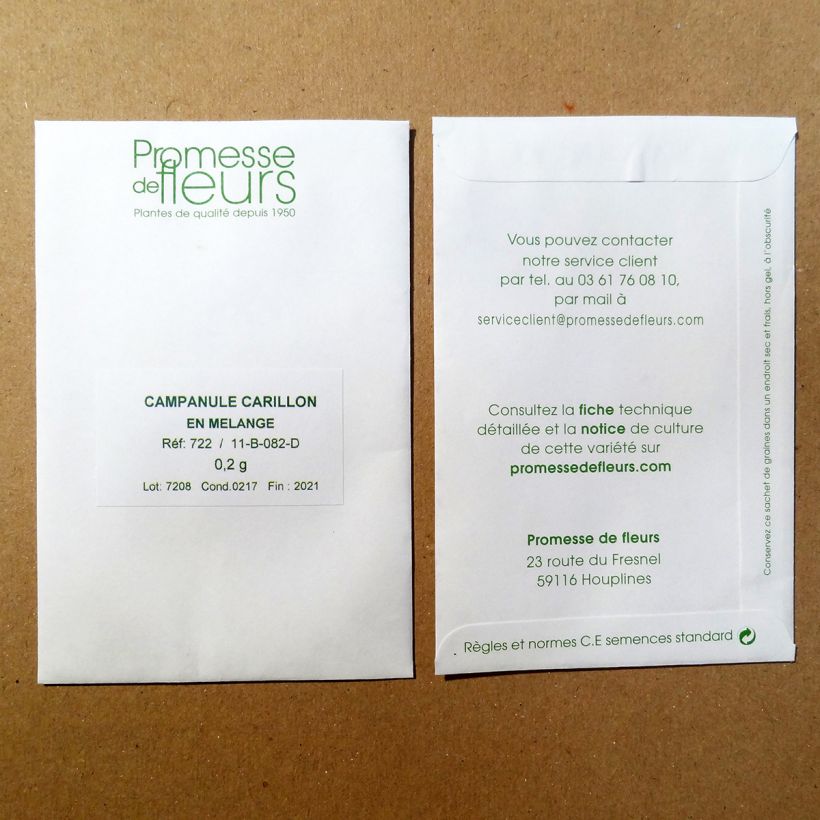 Promesse
de fleurs
Plantes de qualité depuis 1950
CAMPANULE CARILLON
EN MELANGE
Réf: 722 / 11-B-082-D
0,2 g
Lot: 7208 Cond.0217 Fin : 2021
Vous pouvez contacter
notre service client
par tel. au 03 61 76 08 10,
par mail à
serviceclient@promessedefleurs.com
Consultez la fiche technique
détaillée et la notice de culture
de cette variété sur
promessedefleurs.com
Promesse de fleurs
23 route du Fresnel
59116 Houplines
Règles et normes C.E semences standard
Conservez ce sachet de graines dans un endroit sec et frais, hors gel, à l'obscurité